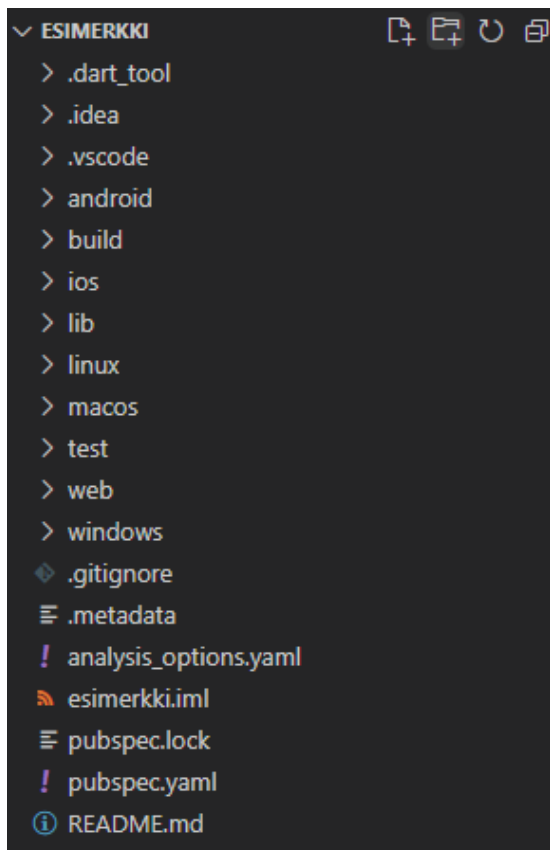 ESIMERKKI
.dart_tool
.idea
.vscode
android
build
ios
lib
linux
macos
test
web
windows
.gitignore
.metadata
analysis_options.yaml
esimerkki.iml
pubspec.lock
pubspec.yaml
README.md